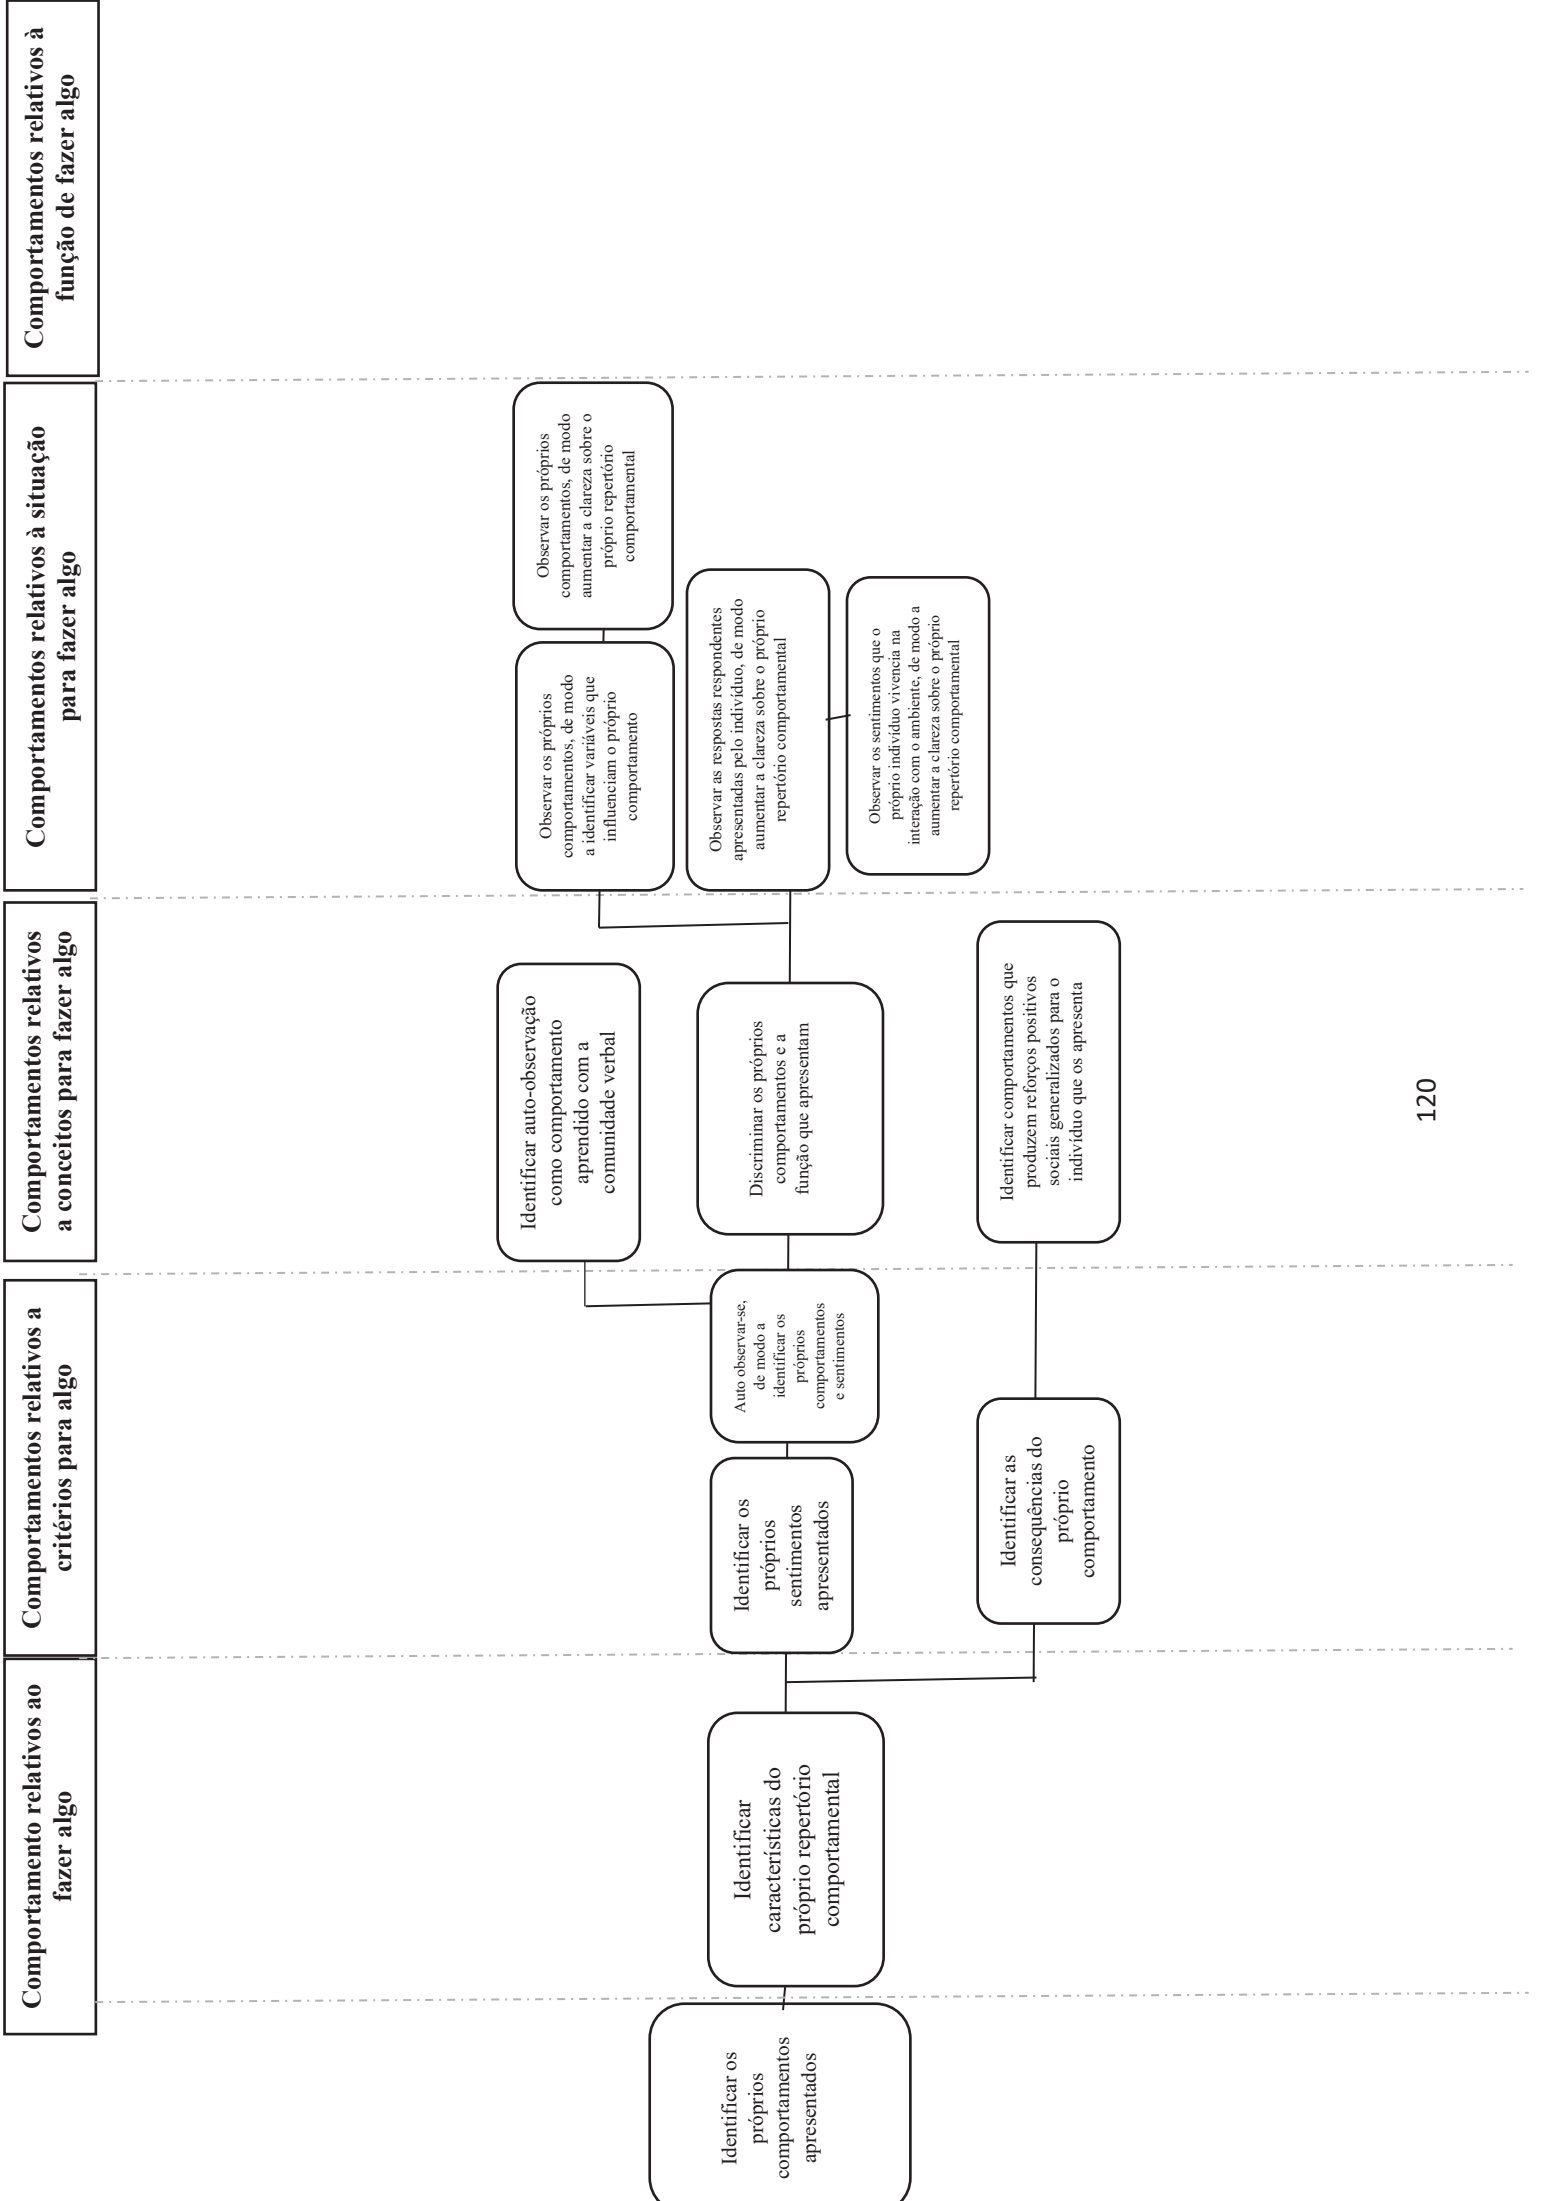 Comportamento relativos ao
fazer algo
Comportamentos relativos a
critérios para algo
Comportamentos relativos
a conceitos para fazer algo
Comportamentos relativos à situação
para fazer algo
Comportamentos relativos à
função de fazer algo
Identificar os
próprios
comportamentos
apresentados
Identificar
características do
próprio repertório
comportamental
Identificar os
próprios
sentimentos
apresentados
Auto observar-se,
de modo a
identificar os
próprios
comportamentos
e sentimentos
Identificar as
consequências do
próprio
comportamento
Identificar auto-observação
como comportamento
aprendido com a
comunidade verbal
Discriminar os próprios
comportamentos e a
função que apresentam
Identificar comportamentos que
produzem reforços positivos
sociais generalizados para o
indivíduo que os apresenta
Observar os próprios
comportamentos, de modo
a identificar variáveis que
influenciam o próprio
comportamento
Observar os próprios
comportamentos, de modo
aumentar a clareza sobre o
próprio repertório
comportamental
Observar as respostas respondentes
apresentadas pelo indivíduo, de modo
aumentar a clareza sobre o próprio
repertório comportamental
Observar os sentimentos que o
próprio indivíduo vivencia na
interação com o ambiente, de modo a
aumentar a clareza sobre o próprio
repertório comportamental
120